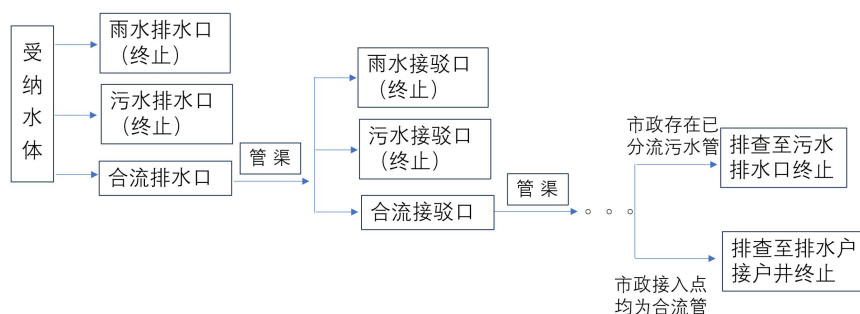 受
纳
水
体
雨水排水口
（终止）
污水排水口
（终止）
合流排水口
管 渠
雨水接驳口
（终止）
污水接驳口
（终止）
合流接驳口
管 渠
。 。 。
市政存在已
分流污水管
排查至污水
排水口终止
市政接入点
均为合流管
排查至排水户
接户井终止